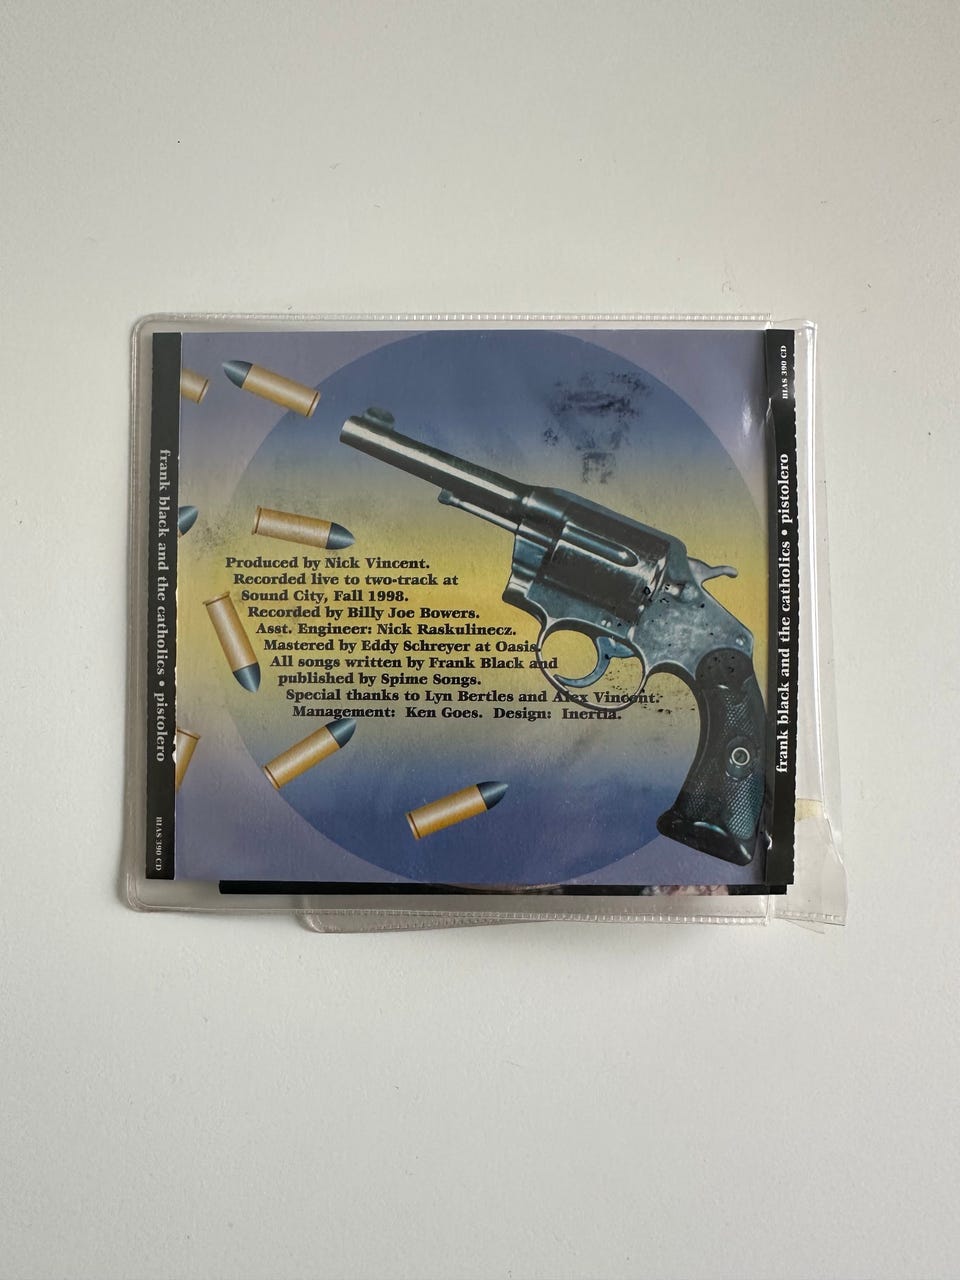 frank black and the catholics • pistolero
BIAS 390 CD
Produced by Nick Vincent.
Recorded live to two-track at
Sound City, Fall 1998.
Recorded by Billy Joe Bowers.
Asst. Engineer: Nick Raskulinecz.
Mastered by Eddy Schreyer at Oasis.
All songs written by Frank Black and
published by Spime Songs.
Special thanks to Lyn Bertles and Alex Vincent.
Management: Ken Goes. Design: Inertia.
frank black and the catholics • pistolero
BIAS 390 CD